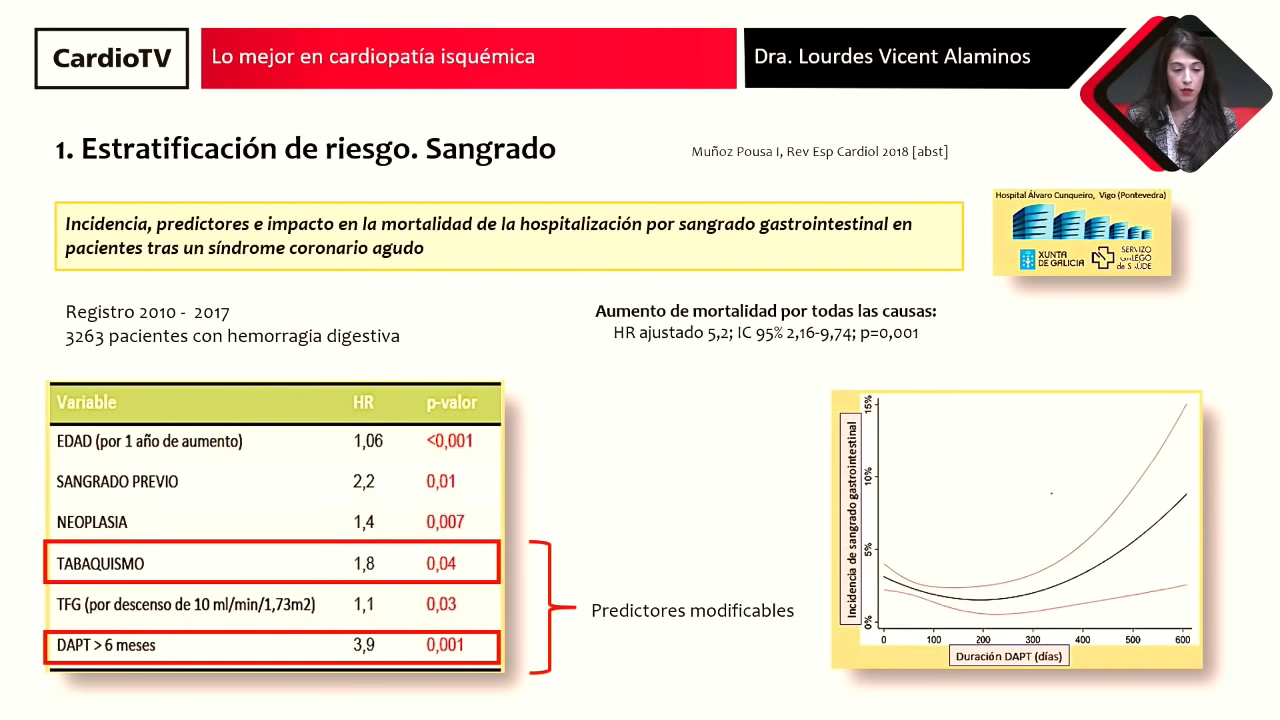 CardioTV
Lo mejor en cardiopatía isquémica
Dra. Lourdes Vicent Alaminos
1. Estratificación de riesgo. Sangrado
Muñoz Pousa I, Rev Esp Cardiol 2018 [abst]
Incidencia, predictores e impacto en la mortalidad de la hospitalización por sangrado gastrointestinal en
pacientes tras un síndrome coronario agudo
Hospital Álvaro Cunqueiro, Vigo (Pontevedra)
XUNTA
DE GALICIA
SERVIZO
GALEGO
de SAÚDE
Registro 2010 - 2017
3263 pacientes con hemorragia digestiva
Aumento de mortalidad por todas las causas:
HR ajustado 5,2; IC 95% 2,16-9,74; p=0,001
Variable HR p-valor
EDAD (por 1 año de aumento) 1,06 <0,001
SANGRADO PREVIO 2,2 0,01
NEOPLASIA 1,4 0,007
TABAQUISMO 1,8 0,04
TFG (por descenso de 10 ml/min/1,73m2) 1,1 0,03
DAPT > 6 meses 3,9 0,001
Predictores modificables
Incidencia de sangrado gastrointestinal
15%
10%
5%
0%
0 100 200 300 400 500 600
Duración DAPT (días)